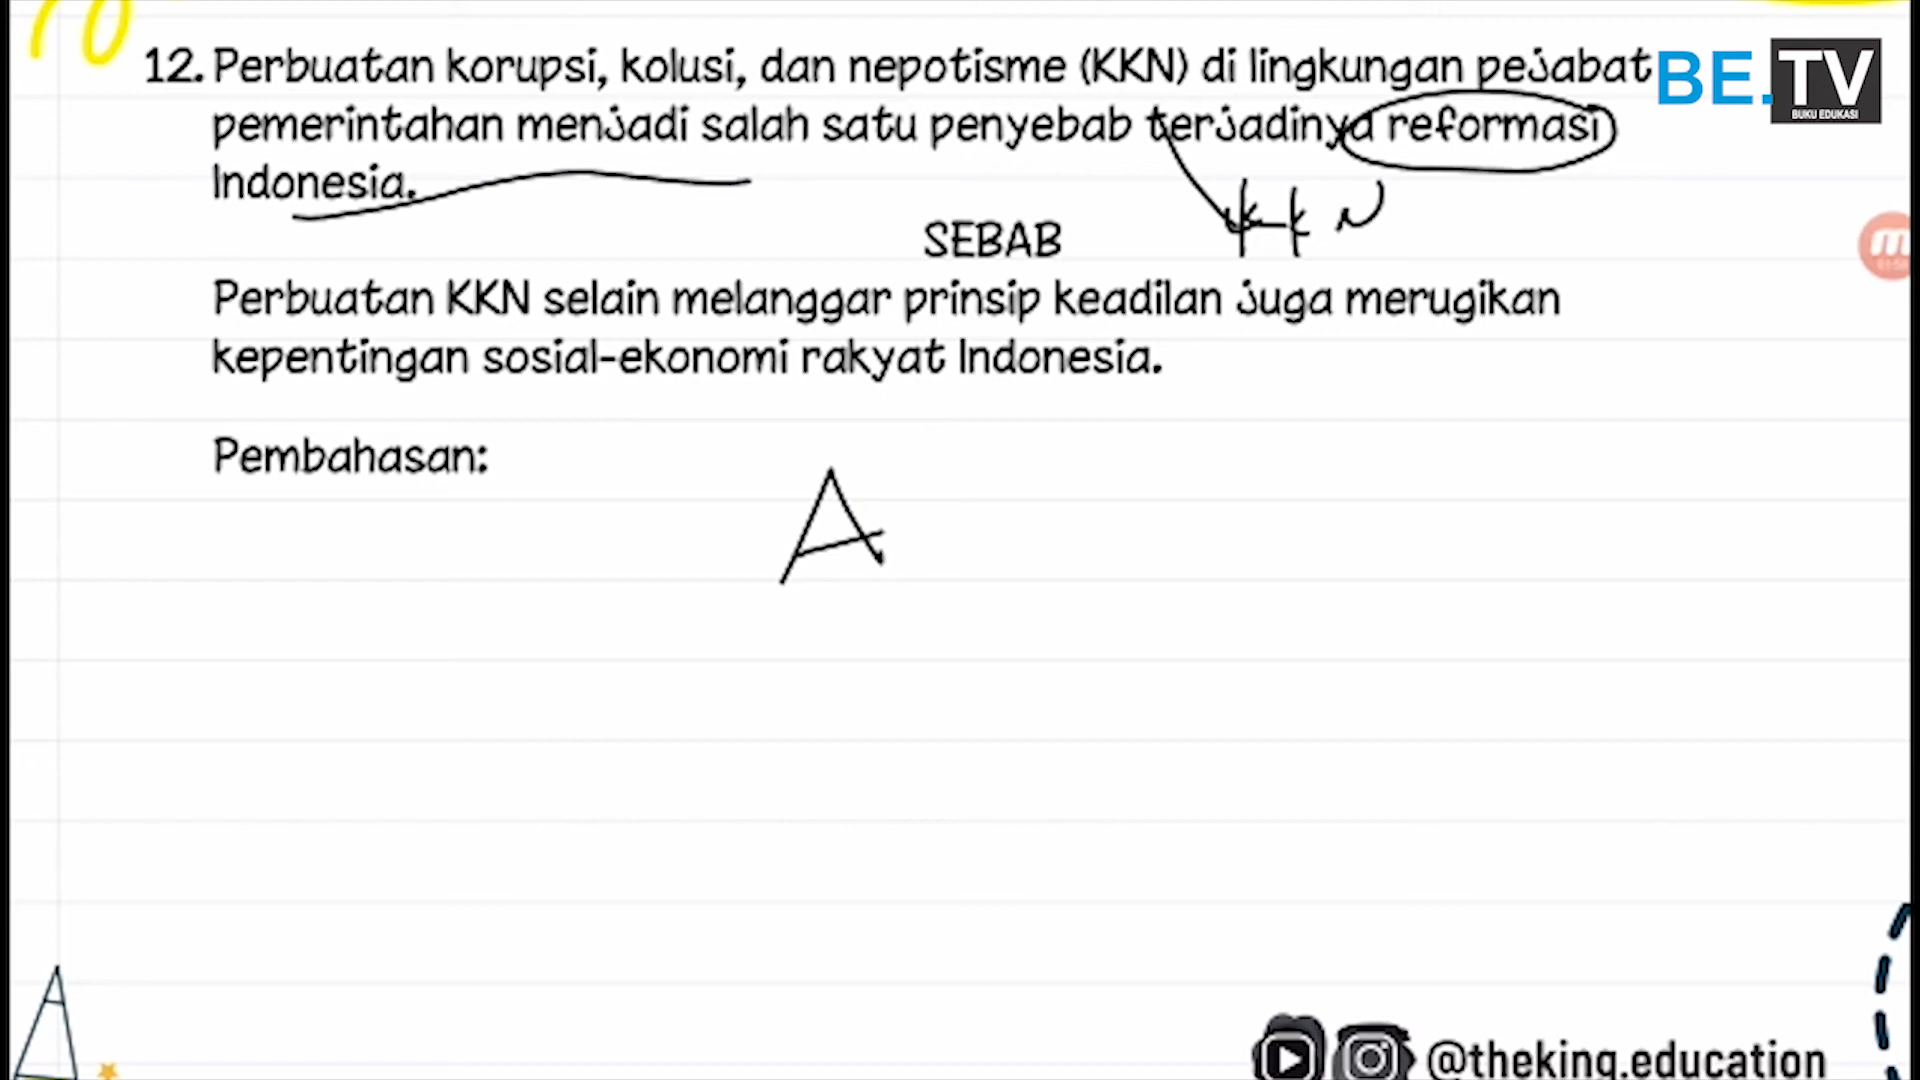 12. Perbuatan korupsi, kolusi, dan nepotisme (KKN) di lingkungan pejabat
BE.TV
BUKU EDUKASI
pemerintahan menjadi salah satu penyebab terjadinya reformasi
Indonesia.
KKN
SEBAB
Perbuatan KKN selain melanggar prinsip keadilan juga merugikan
kepentingan sosial-ekonomi rakyat Indonesia.
Pembahasan:
A
@theking.education